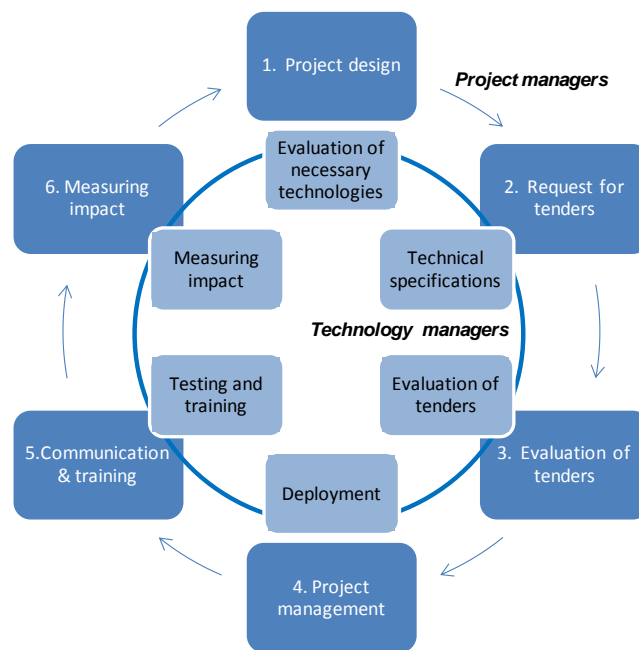 1. Project design
Project managers
Evaluation of
necessary
technologies
6. Measuring
impact
2. Request for
tenders
Measuring
impact
Technical
specifications
Technology managers
Testing and
training
Evaluation of
tenders
5.Communication
& training
3. Evaluation of
tenders
Deployment
4. Project
management